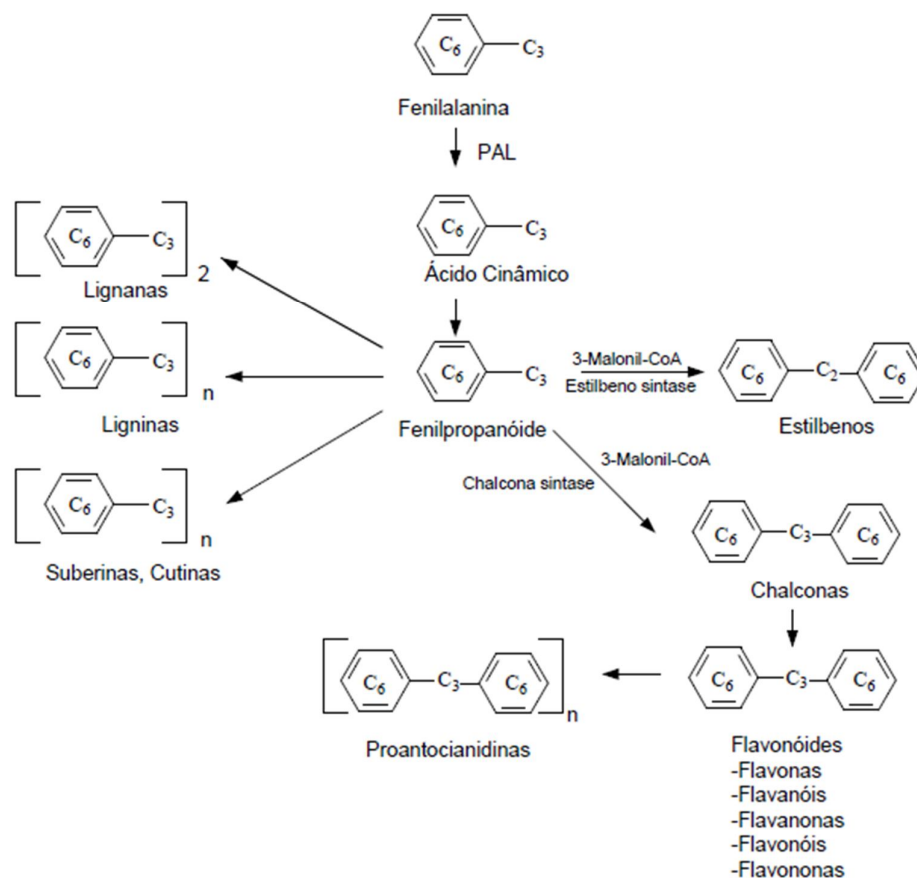 C6
C3
Fenilalanina
PAL
C6
C3
Ácido Cinâmico
C6
C3
2
Lignanas
C6
C3
n
Ligninas
C6
C3
Fenilpropanóide
3-Malonil-CoA
Estilbeno sintase
C6
C2
C6
Estilbenos
3-Malonil-CoA
Chalcona sintase
C6
C3
n
Suberinas, Cutinas
C6
C3
C6
Chalconas
C6
C3
C6
n
Proantocianidinas
C6
C3
C6
Flavonóides
-Flavonas
-Flavanóis
-Flavanonas
-Flavonóis
-Flavononas